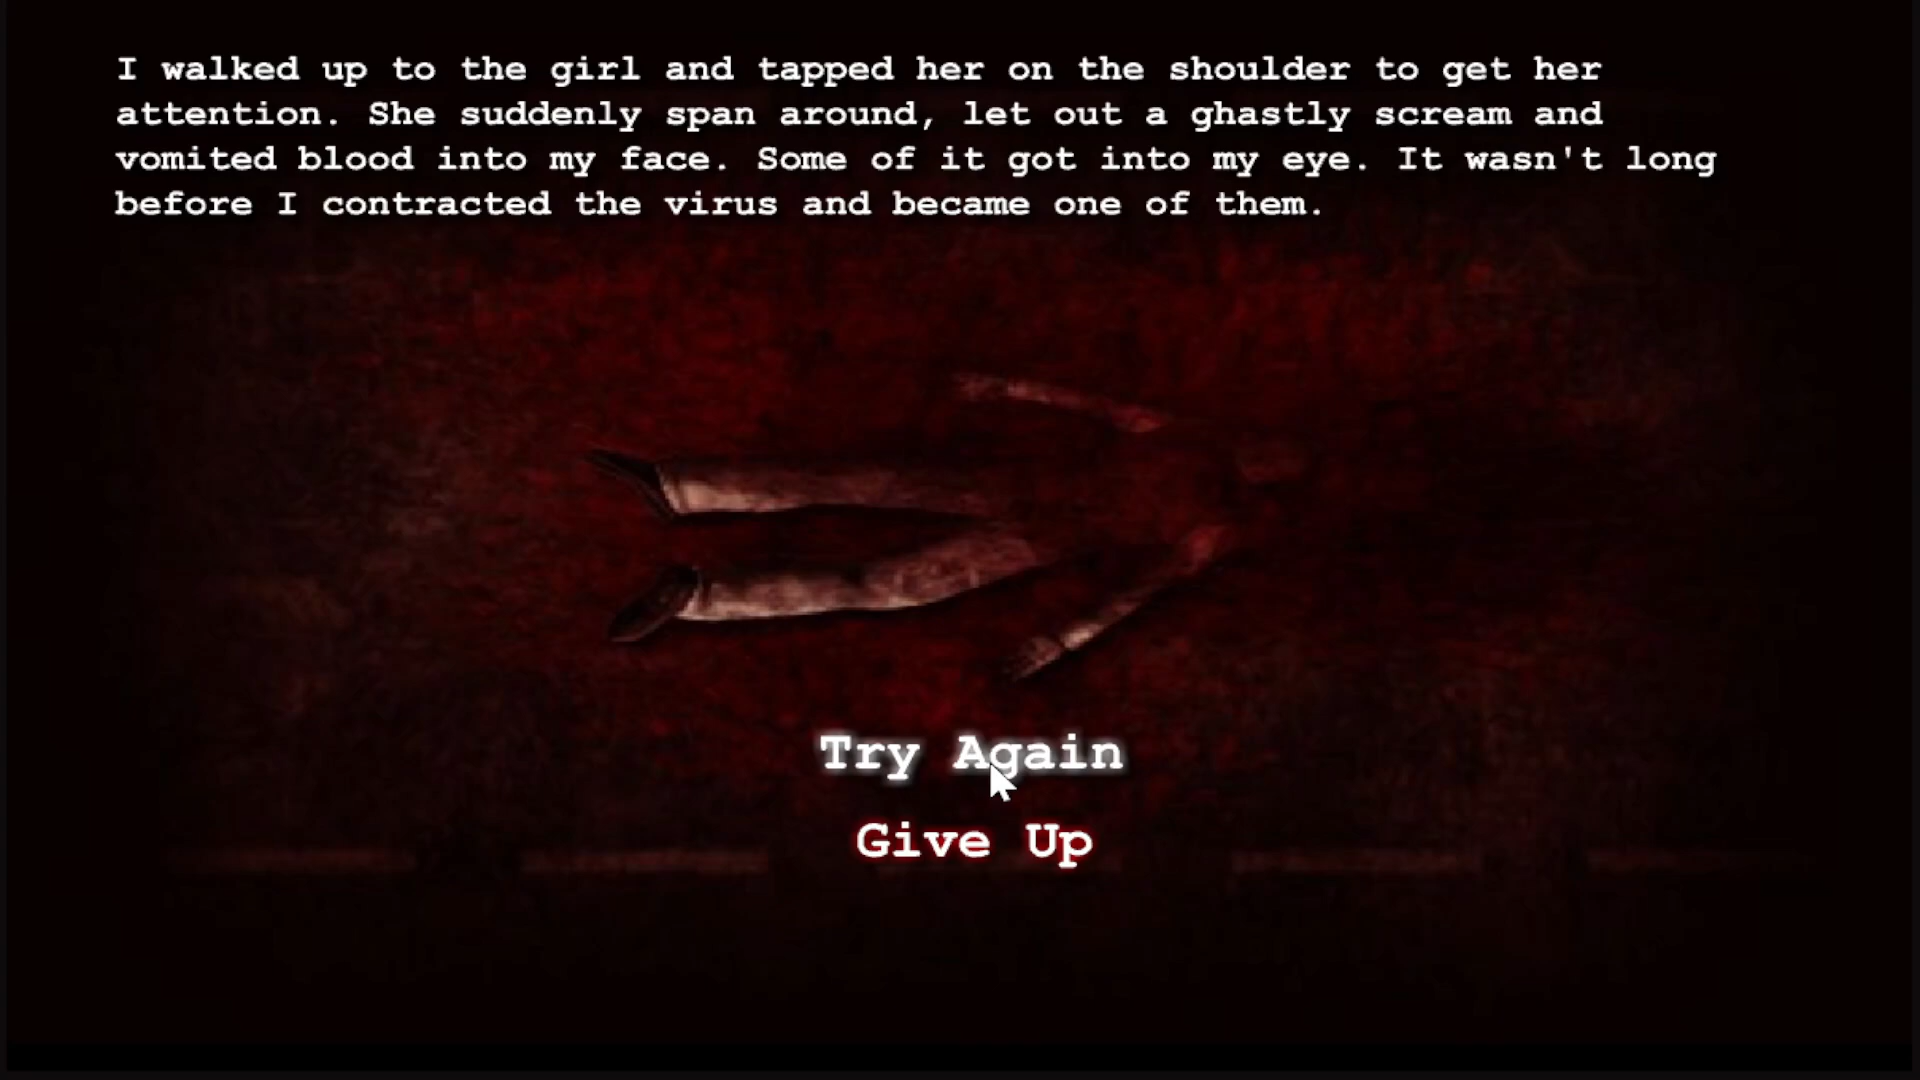 I walked up to the girl and tapped her on the shoulder to get her
attention. She suddenly span around, let out a ghastly scream and
vomited blood into my face. Some of it got into my eye. It wasn't long
before I contracted the virus and became one of them.
Try Again
Give Up